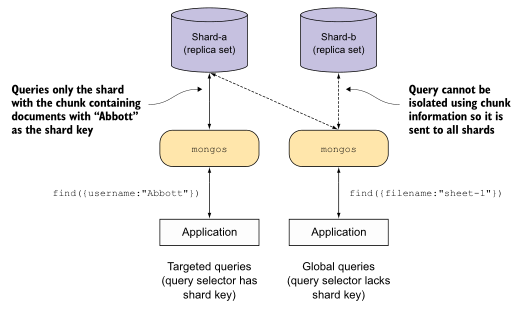 Shard-a
(replica set)
Shard-b
(replica set)
Queries only the shard
with the chunk containing
documents with “Abbott”
as the shard key
Query cannot be
isolated using chunk
information so it is
sent to all shards
mongos
mongos
find({username:"Abbott"})
find({filename:"sheet-1"})
Application
Application
Targeted queries
(query selector has
shard key)
Global queries
(query selector lacks
shard key)